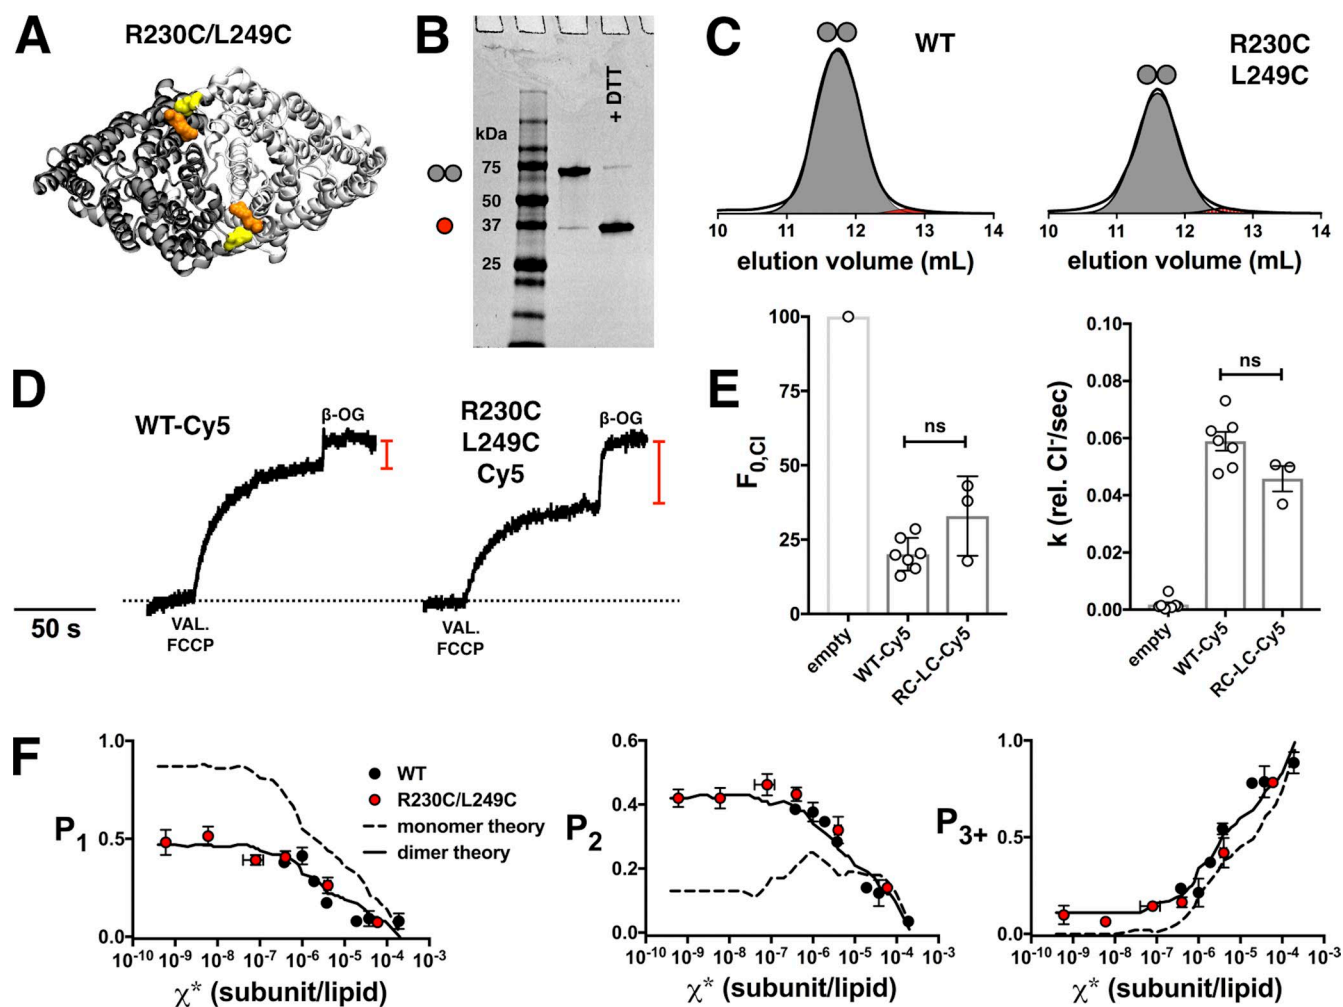 A
R230C/L249C
B
+ DTT
kDa
75
50
37
25
C
WT
10 11 12 13 14
elution volume (mL)
R230C
L249C
10 11 12 13 14
elution volume (mL)
D
WT-Cy5
β-OG
VAL.
FCCP
50 s
R230C
L249C
Cy5
β-OG
VAL.
FCCP
E
F0,Cl
100
75
50
25
0
ns
empty
WT-Cy5
RC-LC-Cy5
k (rel. Cl-/sec)
0.10
0.08
0.06
0.04
0.02
0.00
ns
empty
WT-Cy5
RC-LC-Cy5
F
P1
1.0
0.5
0.0
WT
R230C/L249C
monomer theory
dimer theory
10-10 10-9 10-8 10-7 10-6 10-5 10-4 10-3
χ* (subunit/lipid)
P2
0.6
0.4
0.2
0.0
10-10 10-9 10-8 10-7 10-6 10-5 10-4 10-3
χ* (subunit/lipid)
P3+
1.0
0.5
0.0
10-10 10-9 10-8 10-7 10-6 10-5 10-4 10-3
χ* (subunit/lipid)